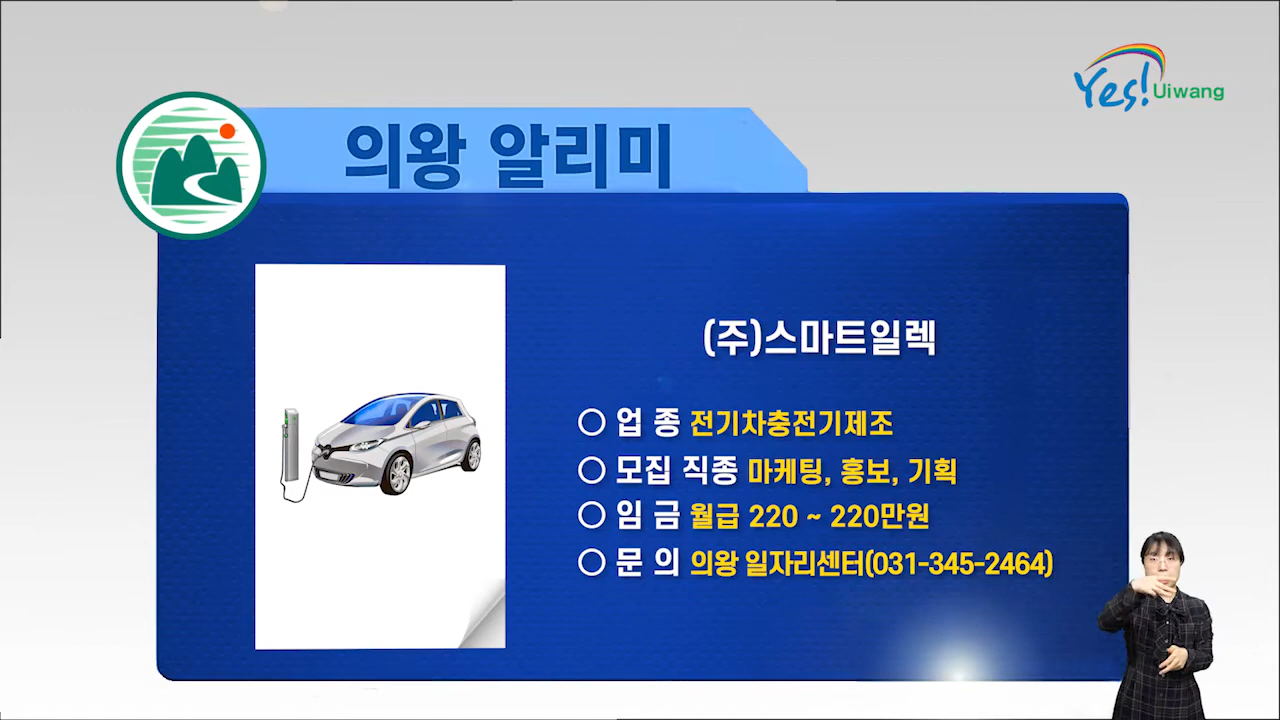 Yes! Uiwang
의왕 알리미
(주)스마트일렉
○ 업 종 전기차충전기제조
○ 모집 직종 마케팅, 홍보, 기획
○ 임 금 월급 220 ~ 220만원
○ 문 의 의왕 일자리센터(031-345-2464)